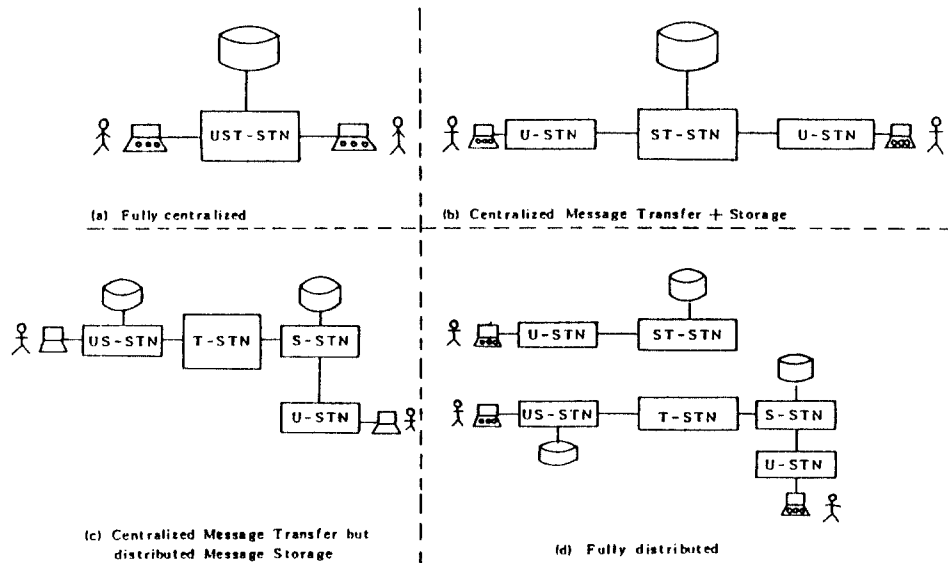 UST-STN
(a) Fully centralized
U-STN
ST-STN
U-STN
(b) Centralized Message Transfer + Storage
US-STN
T-STN
S-STN
U-STN
(c) Centralized Message Transfer but
distributed Message Storage
U-STN
ST-STN
US-STN
T-STN
S-STN
U-STN
(d) Fully distributed